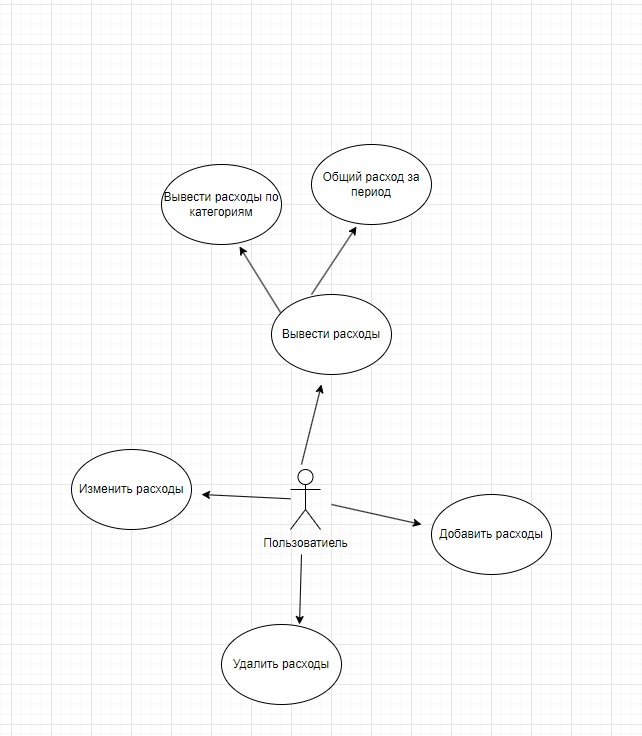 Общий расход за
период
Вывести расходы по
категориям
Вывести расходы
Изменить расходы
Добавить расходы
Пользоватиель
Удалить расходы